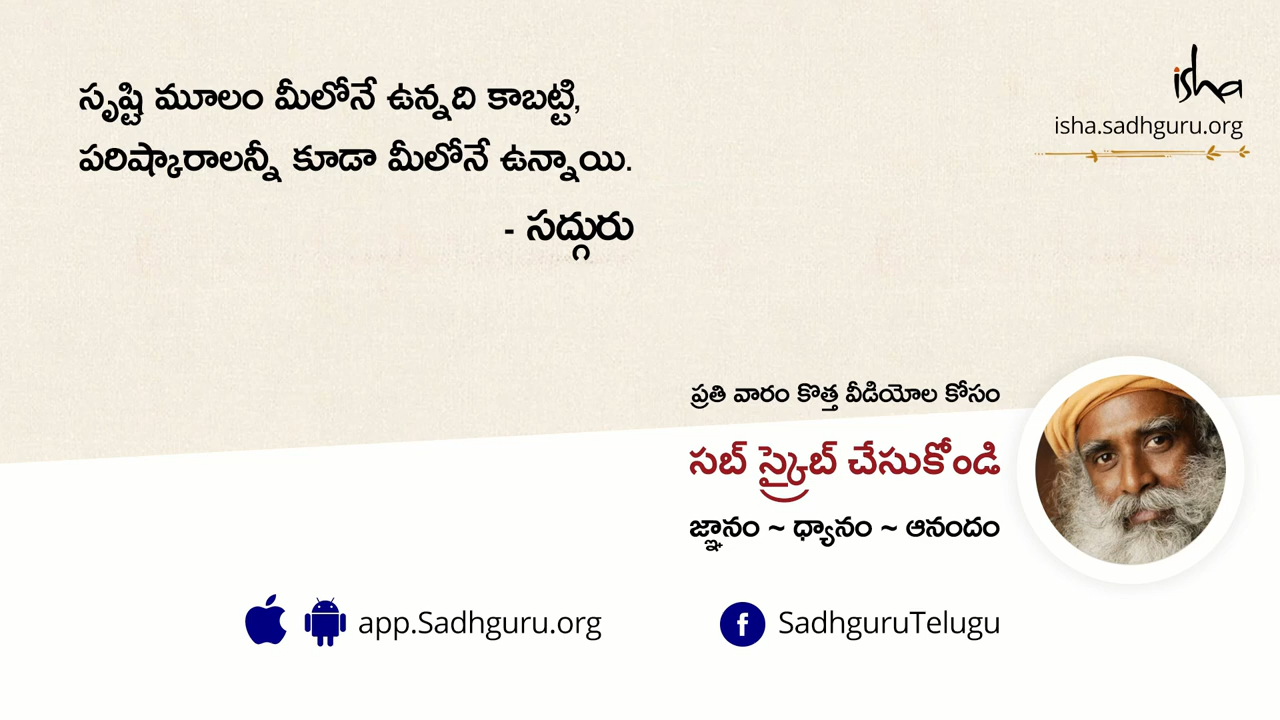 సృష్టి మూలం మీలోనే ఉన్నది కాబట్టి,
పరిష్కారాలన్నీ కూడా మీలోనే ఉన్నాయి.
- సద్గురు
isha
isha.sadhguru.org
ప్రతి వారం కొత్త వీడియోల కోసం
సబ్ స్క్రైబ్ చేసుకోండి
జ్ఞానం ~ ధ్యానం ~ ఆనందం
app.Sadhguru.org
SadhguruTelugu